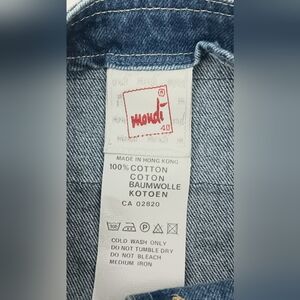 ®
mondi
40
MADE IN HONG KONG
100% COTTON
COTON
BAUMWOLLE
KOTOEN
CA 02820
COLD WASH ONLY
DO NOT TUMBLE DRY
DO NOT BLEACH
MEDIUM IRON